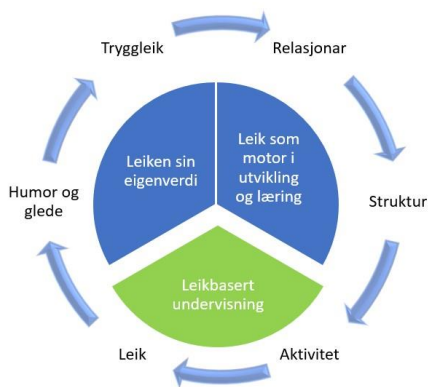 Tryggleik
Relasjonar
Leiken sin
eigenverdi
Leik som
motor i
utvikling
og læring
Humor og
glede
Struktur
Leikbasert
undervisning
Leik
Aktivitet